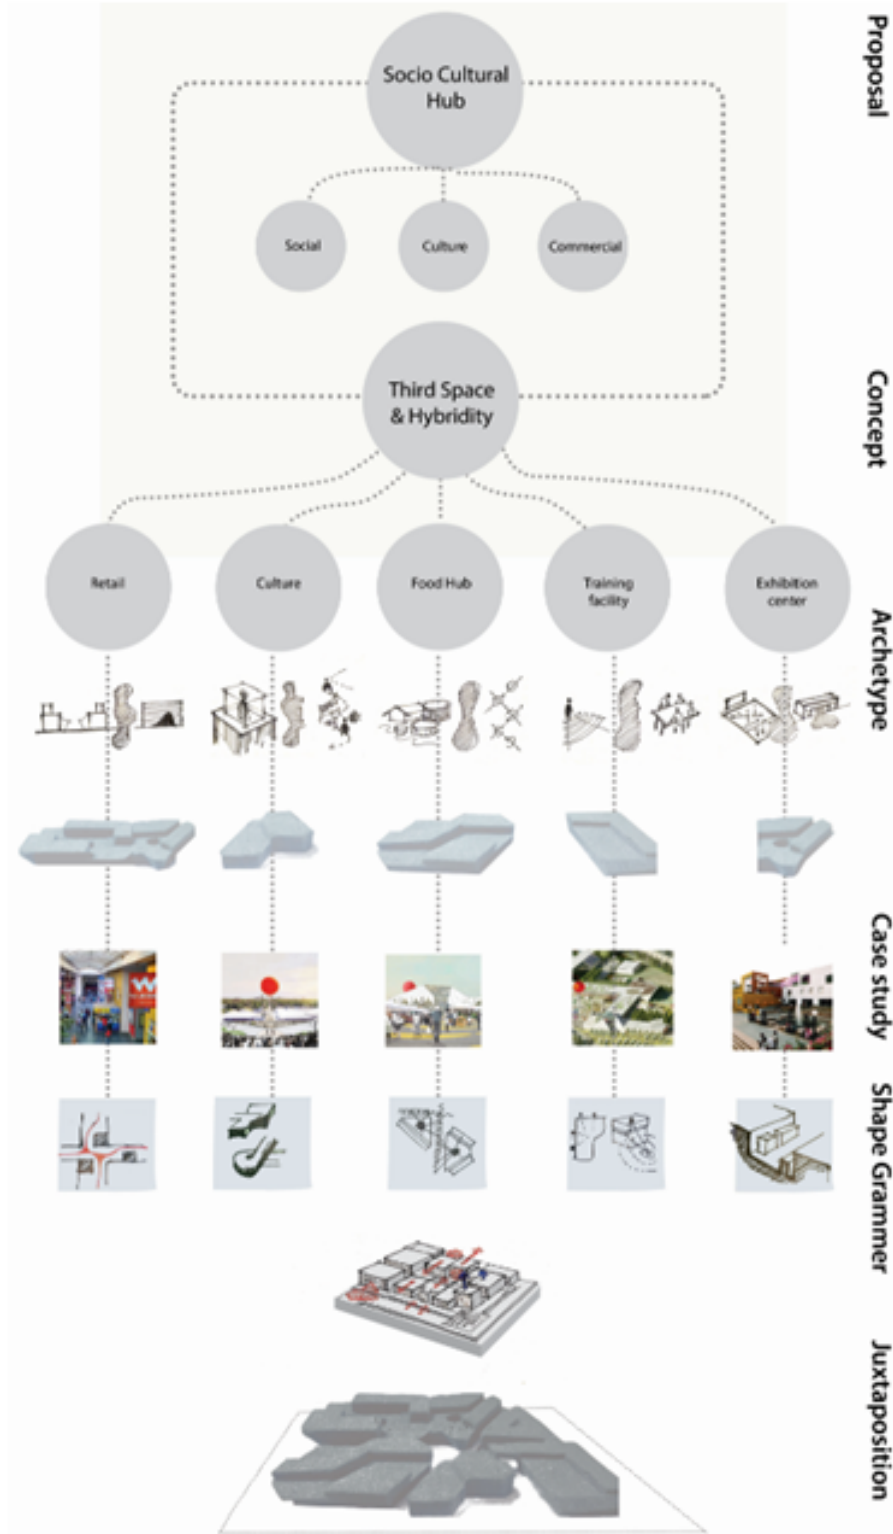 Proposal
Socio Cultural
Hub
Social
Culture
Commercial
Concept
Third Space
& Hybridity
Archetype
Retail
Culture
Food Hub
Training
facility
Exhibition
center
Case study
W
Shape Grammer
Juxtaposition